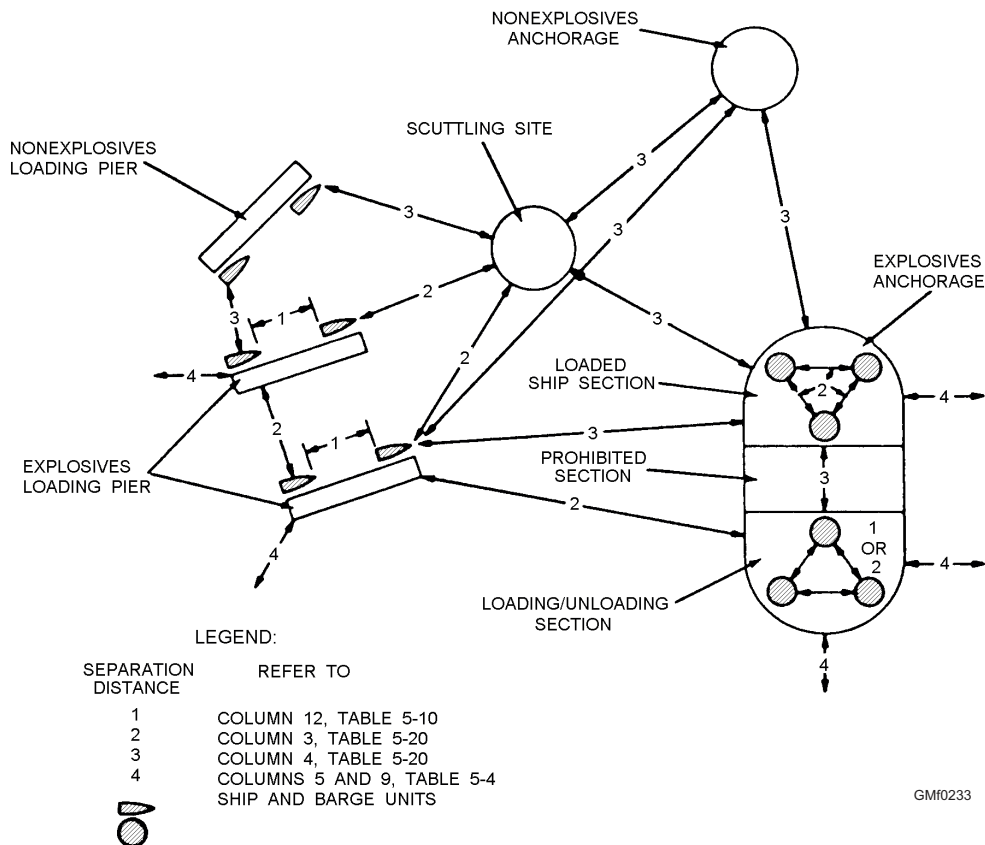 NONEXPLOSIVES
ANCHORAGE
SCUTTLING SITE
NONEXPLOSIVES
LOADING PIER
3
3
3
3
EXPLOSIVES
ANCHORAGE
2
3
1
3
4
LOADED
SHIP SECTION
2
2
4
2
1
3
PROHIBITED
SECTION
EXPLOSIVES
LOADING PIER
3
2
1
OR
2
4
4
LOADING/UNLOADING
SECTION
4
LEGEND:
SEPARATION
DISTANCE
REFER TO
1 COLUMN 12, TABLE 5-10
2 COLUMN 3, TABLE 5-20
3 COLUMN 4, TABLE 5-20
4 COLUMNS 5 AND 9, TABLE 5-4
SHIP AND BARGE UNITS
GMf0233